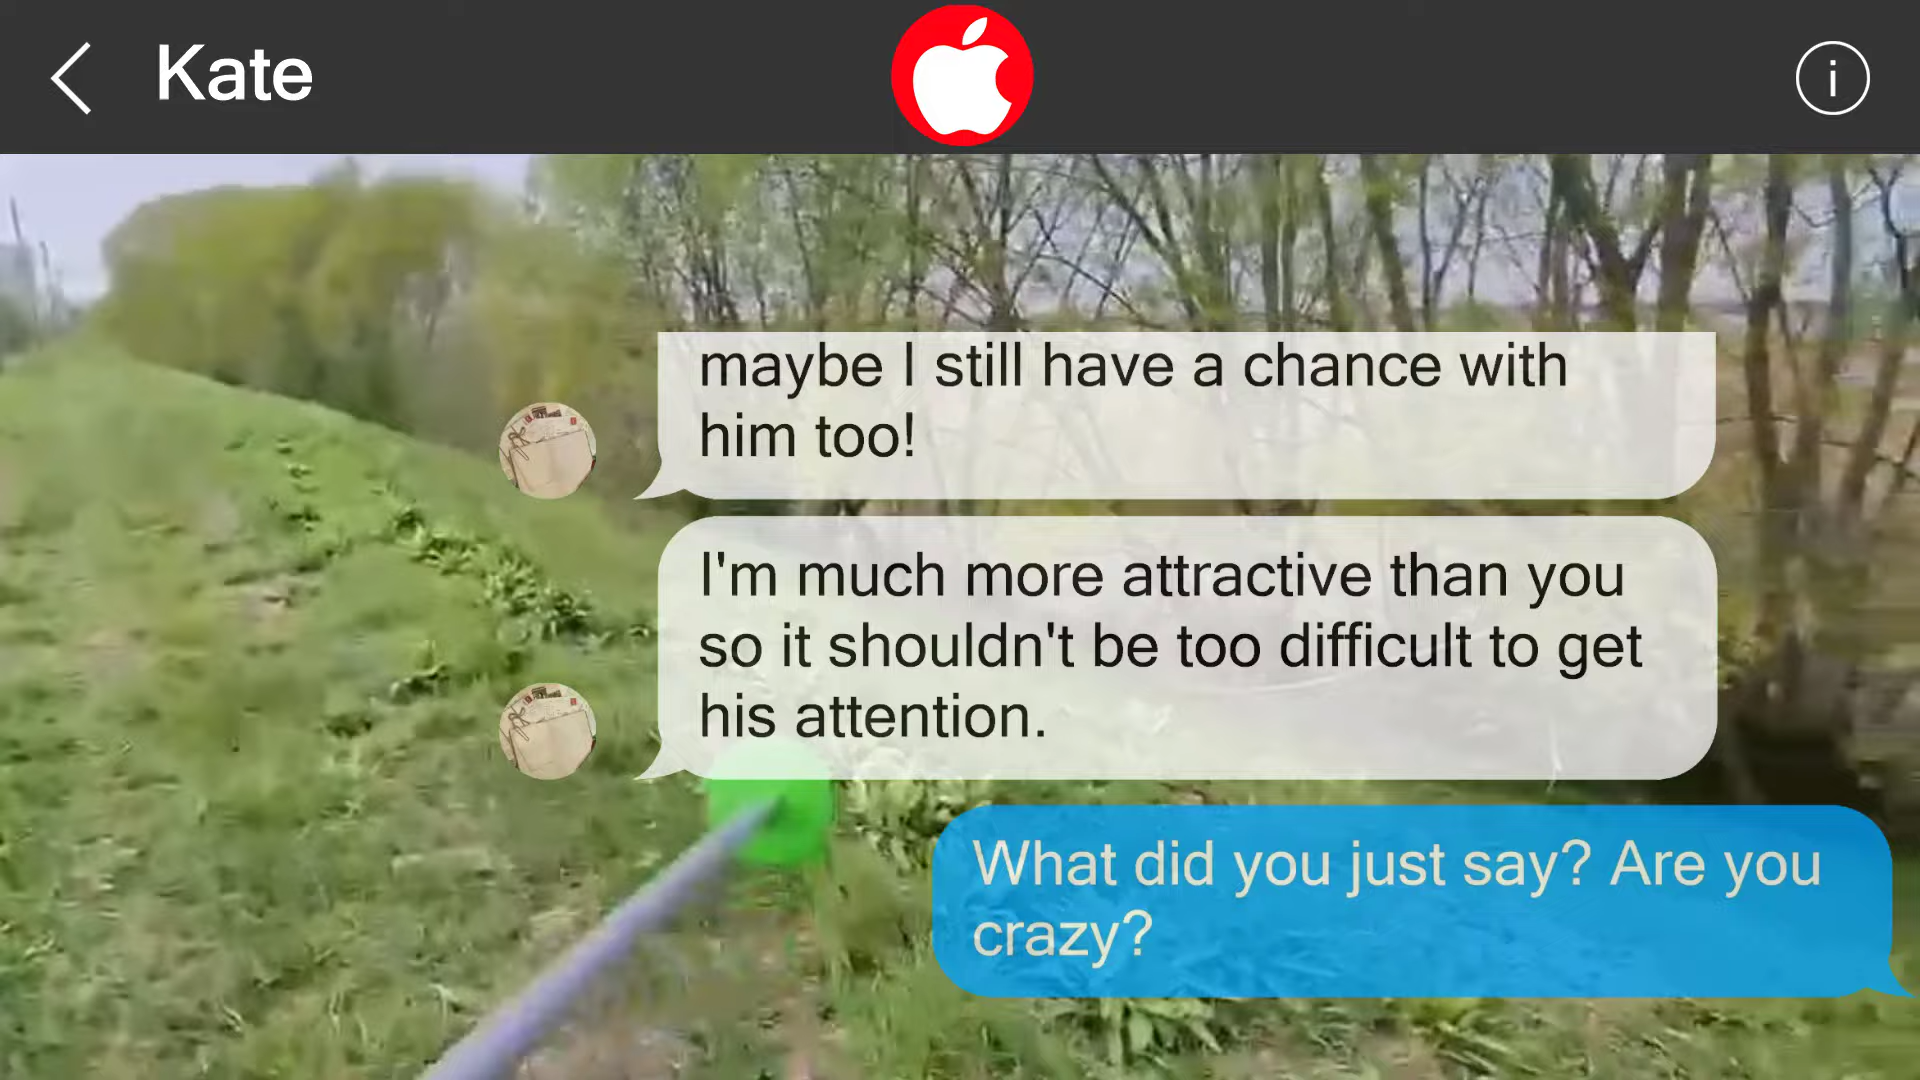 Kate
maybe I still have a chance with
him too!
I'm much more attractive than you
so it shouldn't be too difficult to get
his attention.
What did you just say? Are you
crazy?